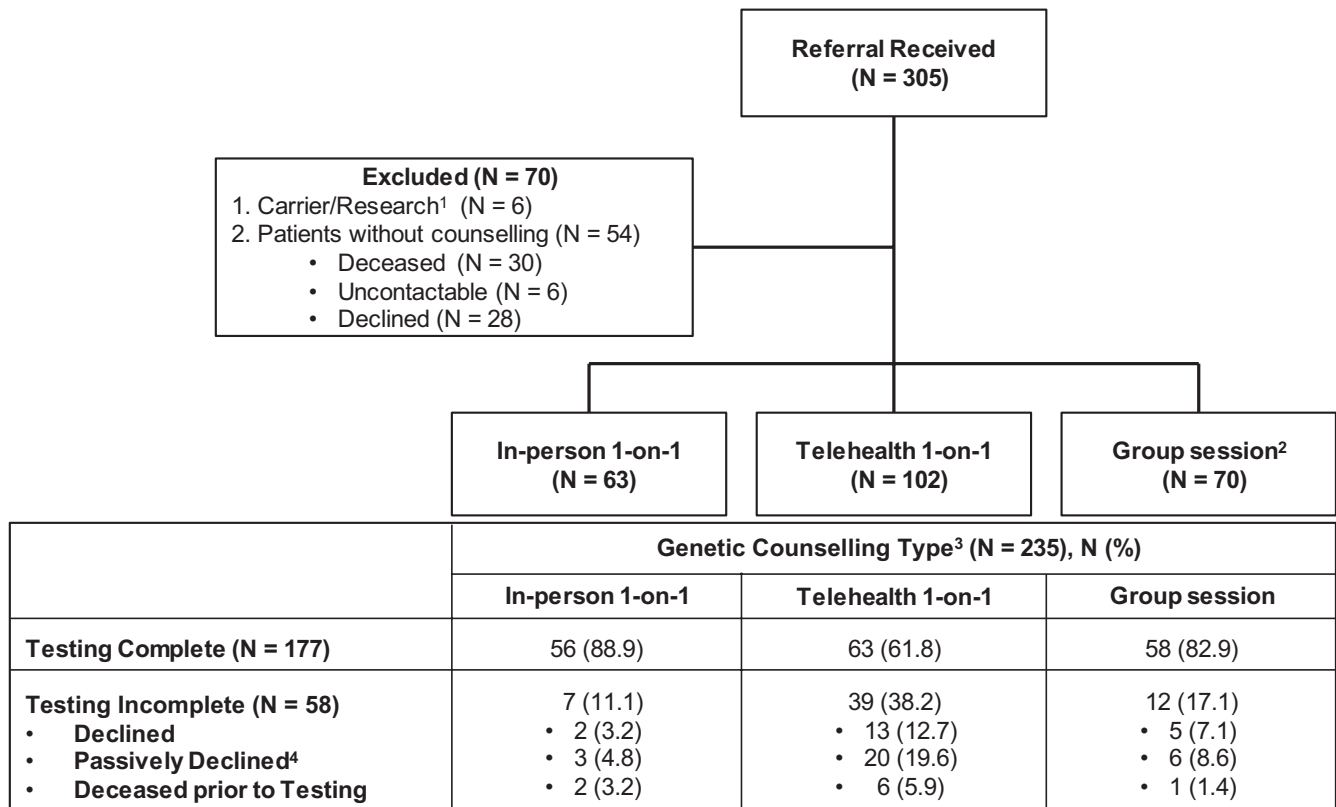 Referral Received
(N = 305)
Excluded (N = 70)
1. Carrier/Research¹ (N = 6)
2. Patients without counselling (N = 54)
• Deceased (N = 30)
• Uncontactable (N = 6)
• Declined (N = 28)
In-person 1-on-1
(N = 63)
Telehealth 1-on-1
(N = 102)
Group session²
(N = 70)
Genetic Counselling Type³ (N = 235), N (%)
In-person 1-on-1 Telehealth 1-on-1 Group session
Testing Complete (N = 177) 56 (88.9) 63 (61.8) 58 (82.9)
Testing Incomplete (N = 58) 7 (11.1) 39 (38.2) 12 (17.1)
• Declined • 2 (3.2) • 13 (12.7) • 5 (7.1)
• Passively Declined⁴ • 3 (4.8) • 20 (19.6) • 6 (8.6)
• Deceased prior to Testing • 2 (3.2) • 6 (5.9) • 1 (1.4)